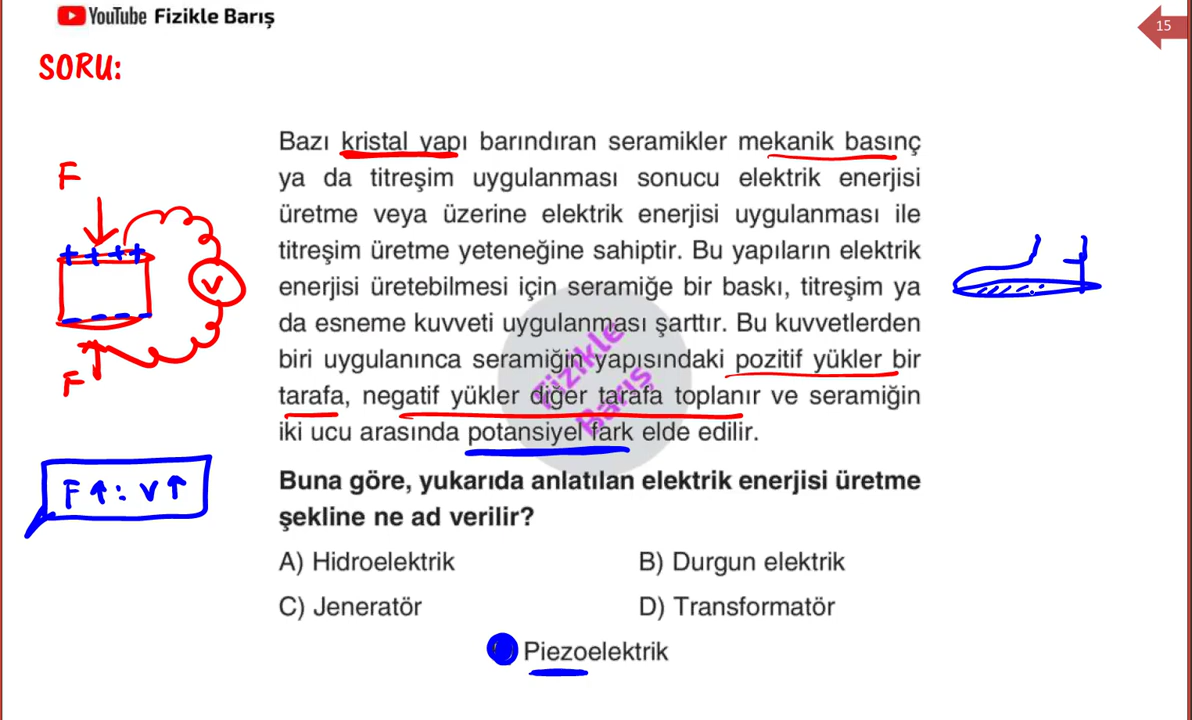 YouTube Fizikle Barış
15
SORU:
Bazı kristal yapı barındıran seramikler mekanik basınç
ya da titreşim uygulanması sonucu elektrik enerjisi
üretme veya üzerine elektrik enerjisi uygulanması ile
titreşim üretme yeteneğine sahiptir. Bu yapıların elektrik
enerjisi üretebilmesi için seramiğe bir baskı, titreşim ya
da esneme kuvveti uygulanması şarttır. Bu kuvvetlerden
biri uygulanınca seramiğin yapısındaki pozitif yükler bir
tarafa, negatif yükler diğer tarafa toplanır ve seramiğin
iki ucu arasında potansiyel fark elde edilir.
Fizikle
Barış
Buna göre, yukarıda anlatılan elektrik enerjisi üretme
şekline ne ad verilir?
A) Hidroelektrik
B) Durgun elektrik
C) Jeneratör
D) Transformatör
Piezoelektrik
F
+ + + +
V
- - - -
F
F ↑ : V ↑